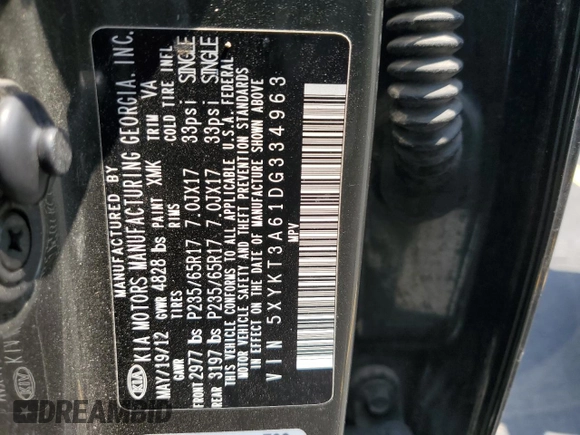 MANUFACTURED BY
KIA KIA MOTORS MANUFACTURING GEORGIA, INC.
MAY/19/12 GVWR 4828 lbs PAINT XMK TRIM VA
GAWR TIRES RIMS COLD TIRE INFL
FRONT 2977 lbs P235/65R17 7.0JX17 33psi SINGLE
REAR 3197 lbs P235/65R17 7.0JX17 33psi SINGLE
THIS VEHICLE CONFORMS TO ALL APPLICABLE U.S.A. FEDERAL
MOTOR VEHICLE SAFETY AND THEFT PREVENTION STANDARDS
IN EFFECT ON THE DATE OF MANUFACTURE SHOWN ABOVE
VIN 5XYKT3A61DG334963
MPV
KIA
DREAMBID